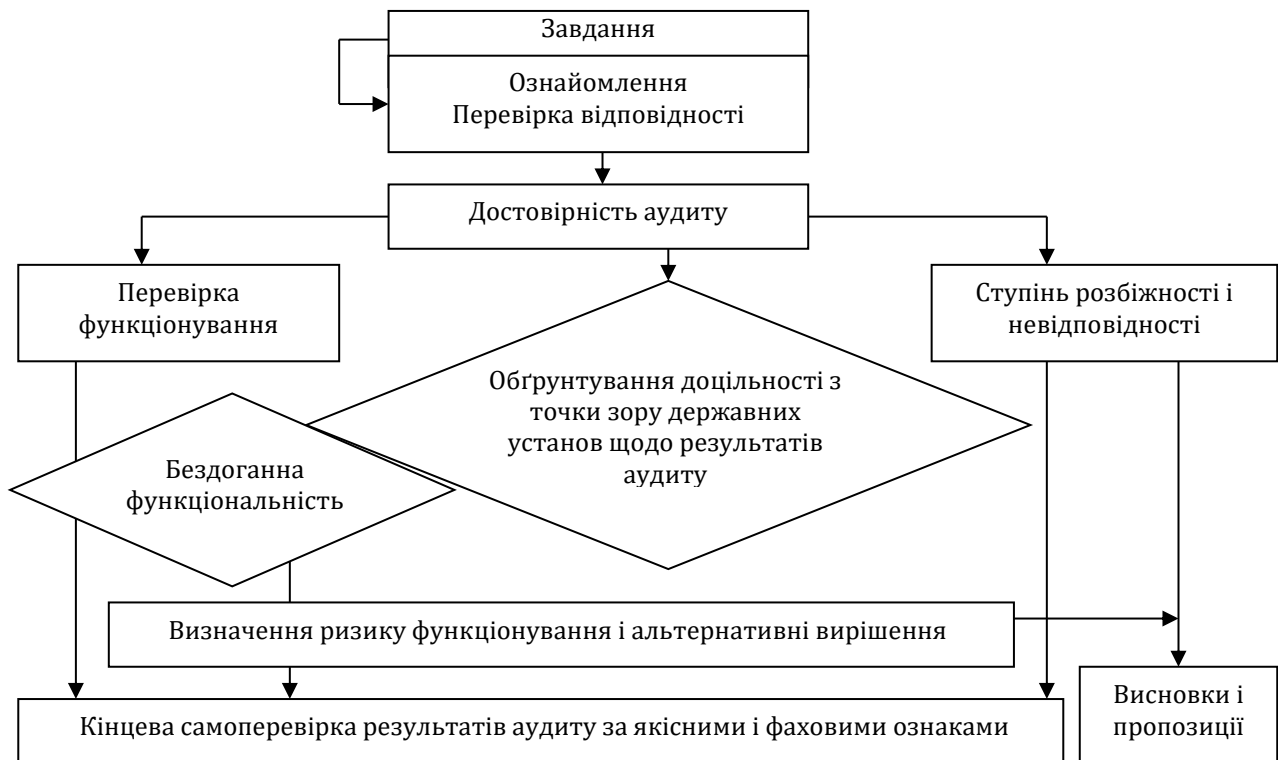 Завдання
Ознайомлення
Перевірка відповідності
Достовірність аудиту
Перевірка
функціонування
Ступінь розбіжності і
невідповідності
Обґрунтування доцільності з
точки зору державних
установ щодо результатів
аудиту
Бездоганна
функціональність
Визначення ризику функціонування і альтернативні вирішення
Висновки і
пропозиції
Кінцева самоперевірка результатів аудиту за якісними і фаховими ознаками